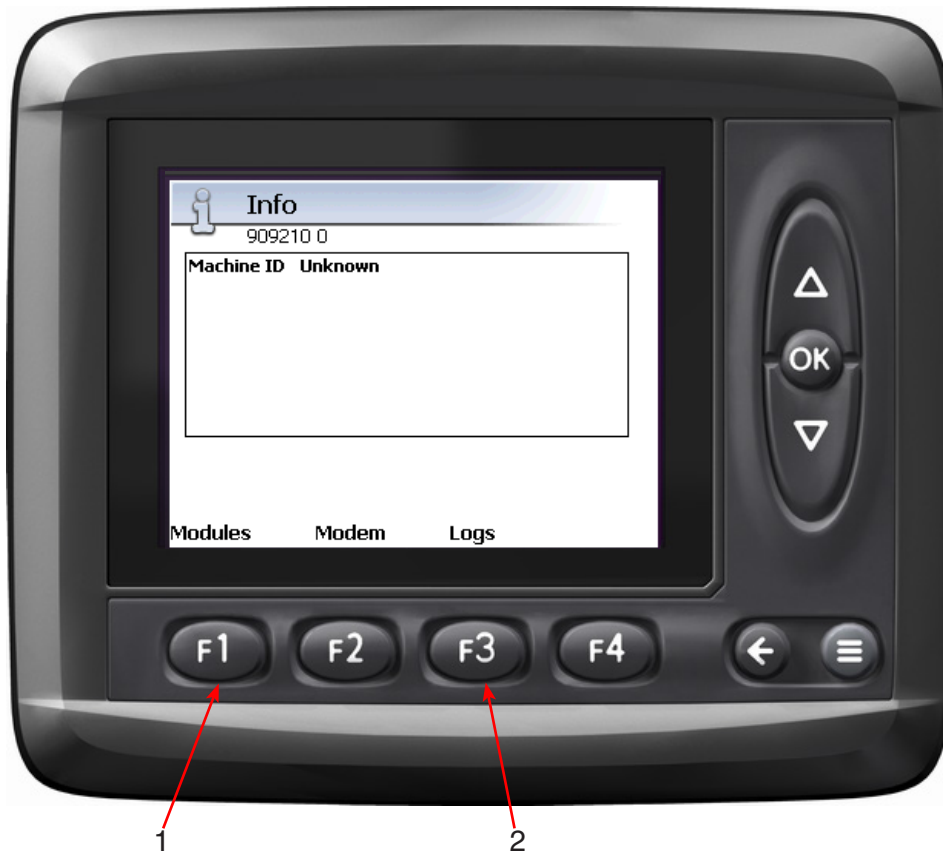 Info
909210 0
Machine ID Unknown
Modules Modem Logs
OK
F1 F2 F3 F4
1 2